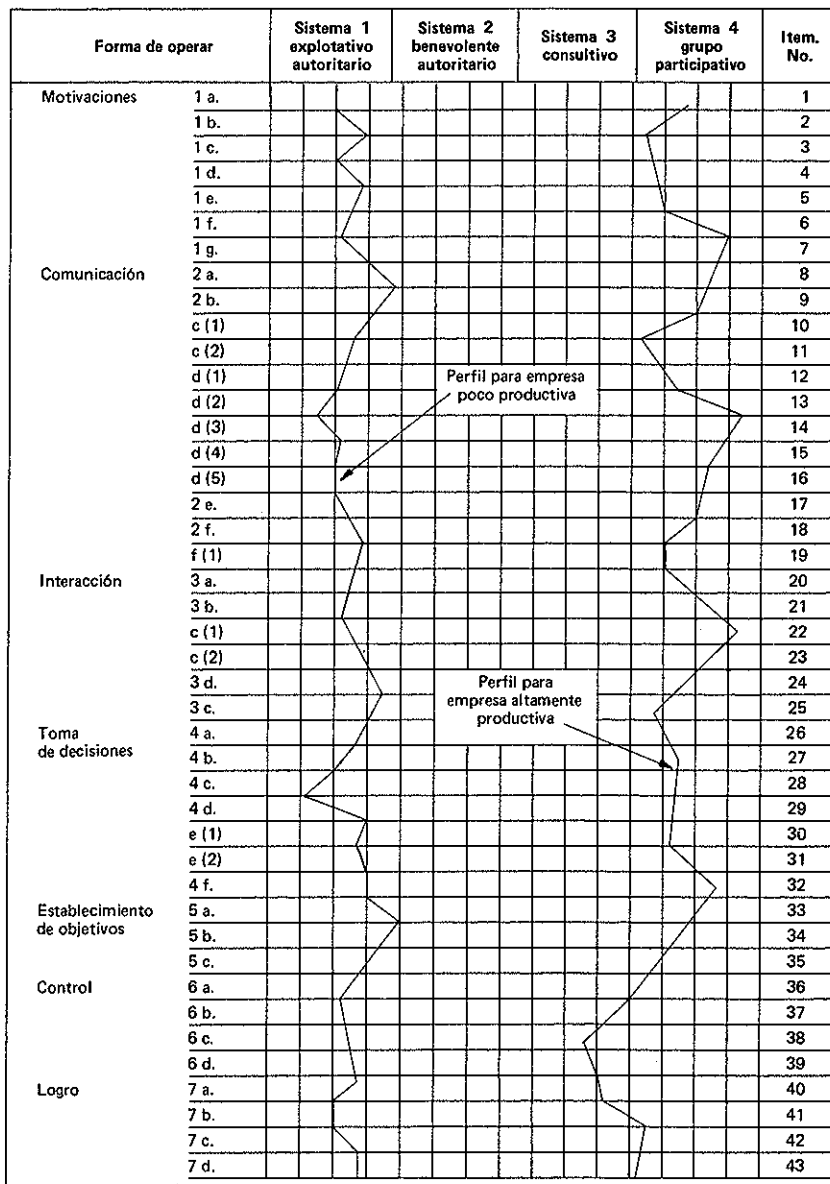 Forma de operar
Sistema 1
explotativo
autoritario
Sistema 2
benevolente
autoritario
Sistema 3
consultivo
Sistema 4
grupo
participativo
Item.
No.
Motivaciones 1 a. 1
1 b. 2
1 c. 3
1 d. 4
1 e. 5
1 f. 6
1 g. 7
Comunicación 2 a. 8
2 b. 9
c (1) 10
c (2) 11
d (1) 12
Perfil para empresa
poco productiva
d (2) 13
d (3) 14
d (4) 15
d (5) 16
2 e. 17
2 f. 18
f (1) 19
Interacción 3 a. 20
3 b. 21
c (1) 22
c (2) 23
3 d. 24
Perfil para
empresa altamente
productiva
3 c. 25
Toma
de decisiones
4 a. 26
4 b. 27
4 c. 28
4 d. 29
e (1) 30
e (2) 31
4 f. 32
Establecimiento
de objetivos
5 a. 33
5 b. 34
5 c. 35
Control 6 a. 36
6 b. 37
6 c. 38
6 d. 39
Logro 7 a. 40
7 b. 41
7 c. 42
7 d. 43